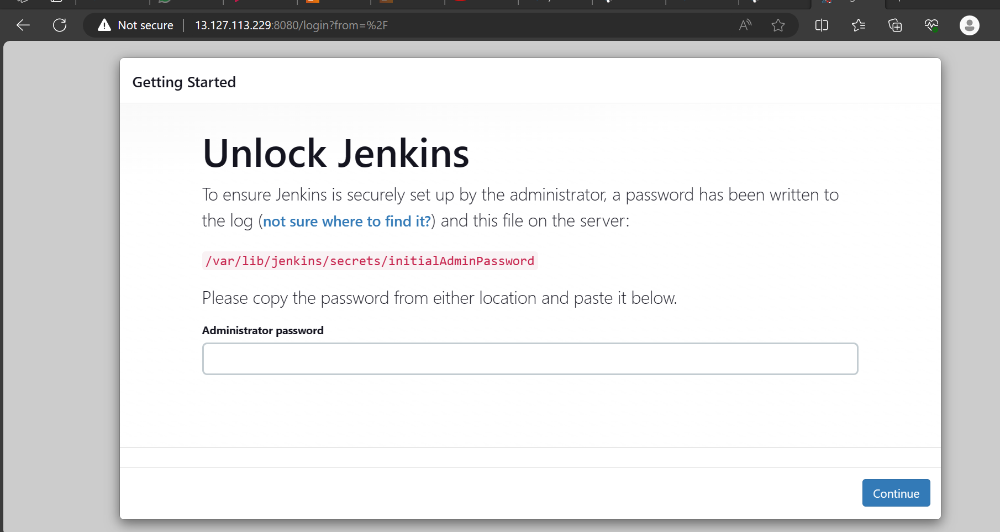 Not secure
13.127.113.229:8080/login?from=%2F
Getting Started
Unlock Jenkins
To ensure Jenkins is securely set up by the administrator, a password has been written to
the log (not sure where to find it?) and this file on the server:
/var/lib/jenkins/secrets/initialAdminPassword
Please copy the password from either location and paste it below.
Administrator password
Continue